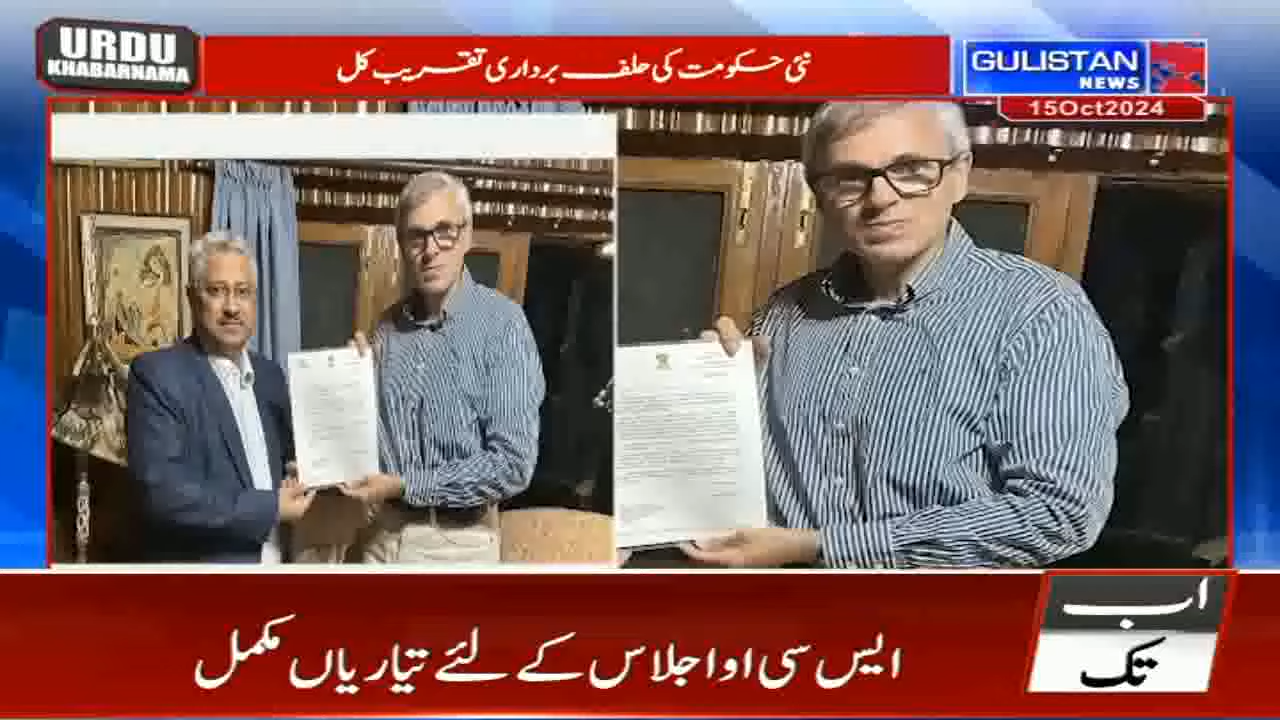 URDU
KHABARNAMA
نئی حکومت کی حلف برداری تقریب کل
GULISTAN
NEWS
15Oct2024
اب
تک
ایس سی او اجلاس کے لئے تیاریاں مکمل